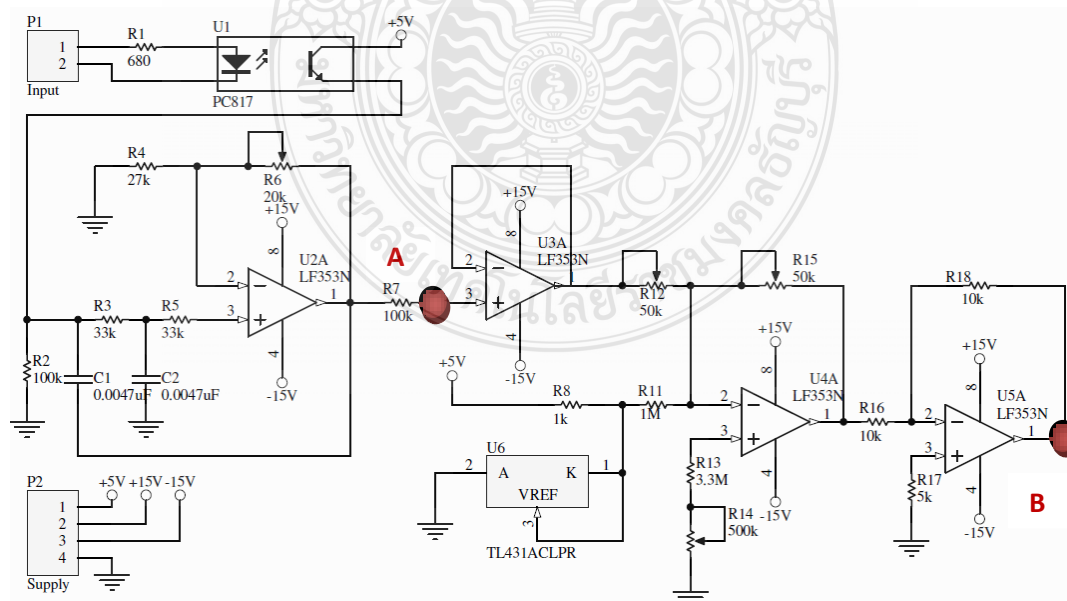 P1
1
2
Input
R1
680
U1
PC817
+5V
R4
27k
R6
20k
+15V
8
U2A
LF353N
2
3
1
4
-15V
R3
33k
R5
33k
R2
100k
C1
0.0047uF
C2
0.0047uF
A
R7
100k
+15V
8
U3A
LF353N
2
3
1
4
-15V
R12
50k
R15
50k
+5V
R8
1k
R11
1M
U6
2
A
K
1
VREF
3
TL431ACLPR
+15V
8
U4A
LF353N
2
3
1
4
-15V
R13
3.3M
R14
500k
R16
10k
R18
10k
+15V
8
U5A
LF353N
2
3
1
4
-15V
R17
5k
B
P2
+5V +15V -15V
1
2
3
4
Supply